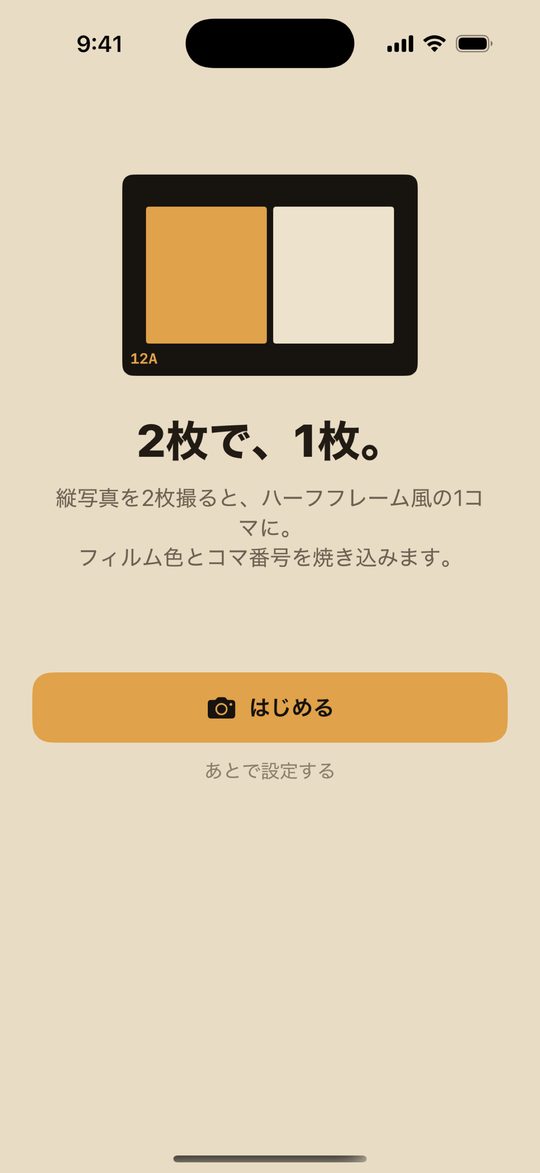 9:41
12A
2枚で、1枚。
縦写真を2枚撮ると、ハーフフレーム風の1コ
マに。
フィルム色とコマ番号を焼き込みます。
はじめる
あとで設定する